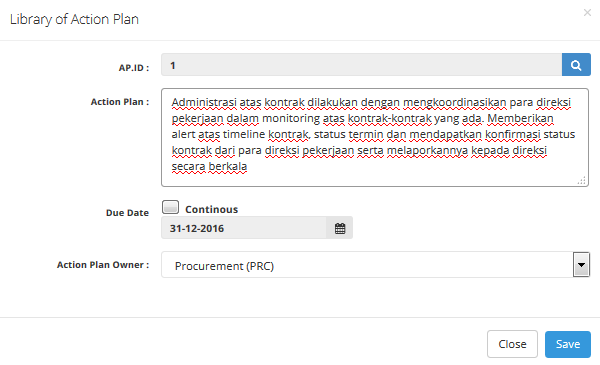 Library of Action Plan
×
AP.ID : 1
Action Plan : Administrasi atas kontrak dilakukan dengan mengkoordinasikan para direksi
pekerjaan dalam monitoring atas kontrak-kontrak yang ada. Memberikan
alert atas timeline kontrak, status termin dan mendapatkan konfirmasi status
kontrak dari para direksi pekerjaan serta melaporkannya kepada direksi
secara berkala
Due Date Continous
31-12-2016
Action Plan Owner : Procurement (PRC)
Close Save